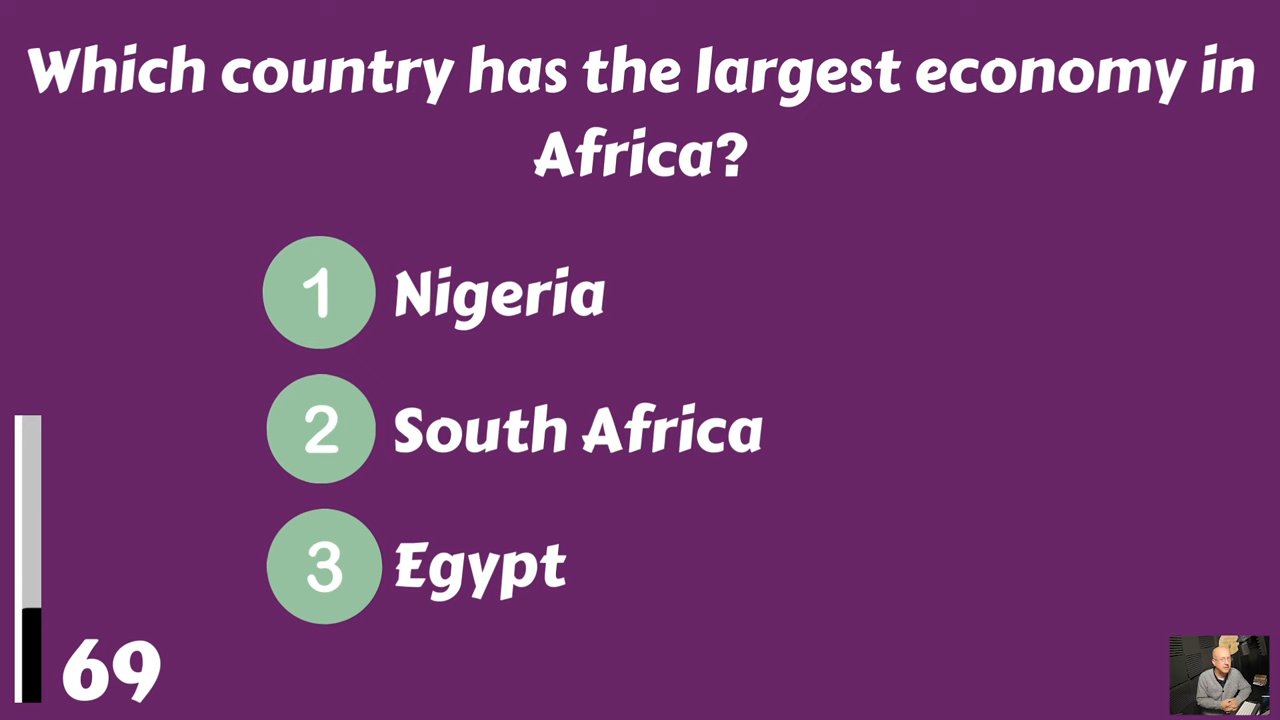 Which country has the largest economy in
Africa?
1 Nigeria
2 South Africa
3 Egypt
69